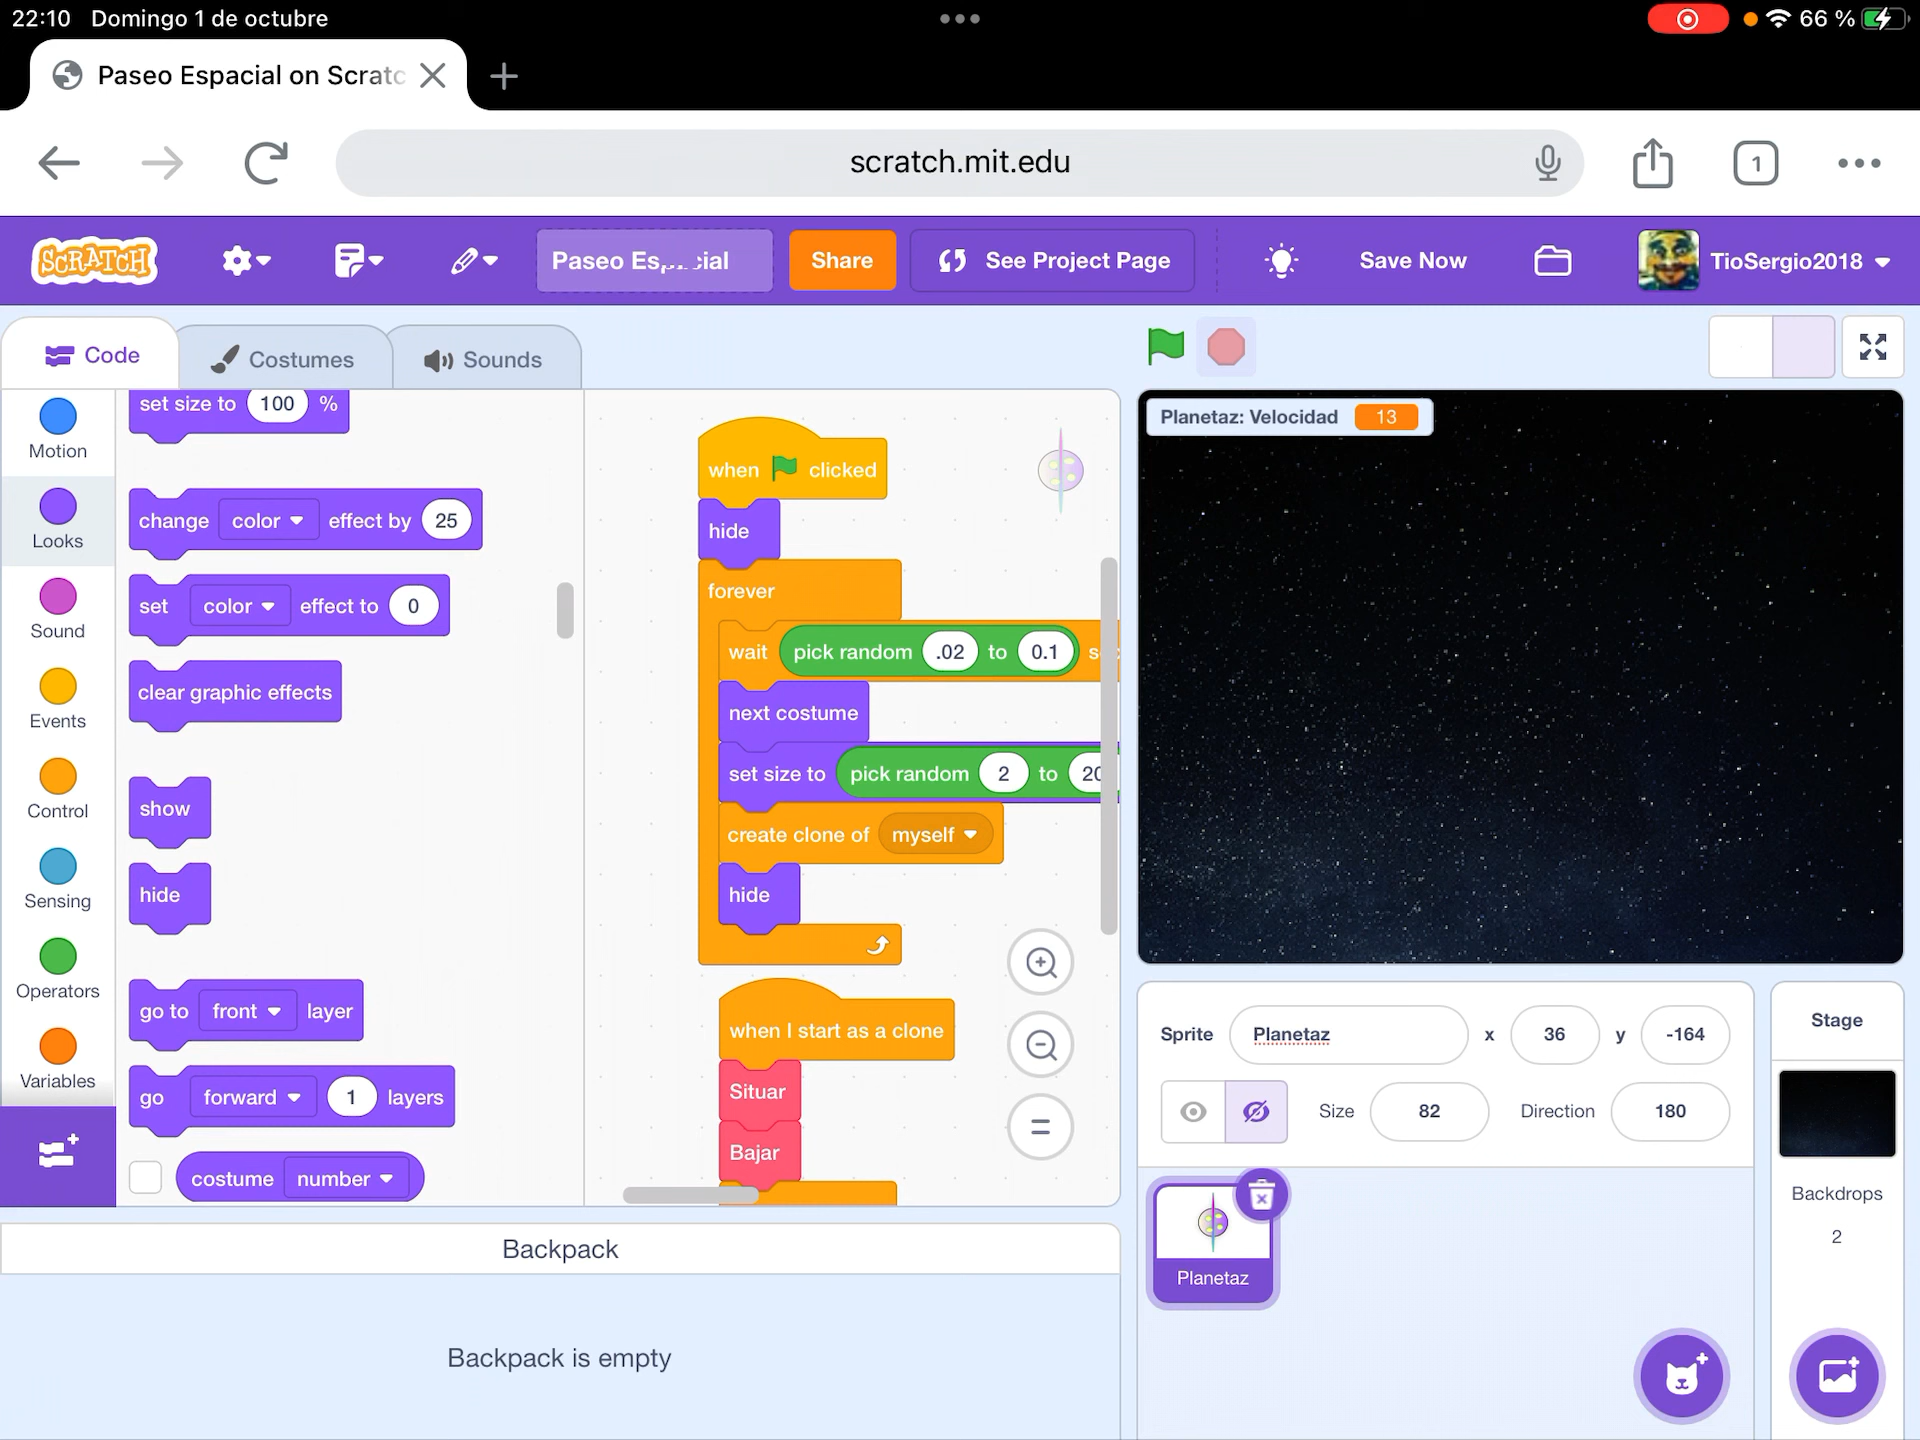 22:10 Domingo 1 de octubre
66 %
Paseo Espacial on Scratc
scratch.mit.edu
1
SCRATCH
Share
See Project Page
Save Now
TioSergio2018
Code
Costumes
Sounds
Motion
Looks
Sound
Events
Control
Sensing
Operators
Variables
set size to 100 %
change color effect by 25
set color effect to 0
clear graphic effects
show
hide
go to front layer
go forward 1 layers
costume number
when clicked
hide
forever
wait pick random .02 to 0.1
next costume
set size to pick random 2 to
create clone of myself
hide
when I start as a clone
Situar
Bajar
Planetaz: Velocidad 13
Sprite Planetaz x 36 y -164
Size 82 Direction 180
Planetaz
Stage
Backdrops
2
Backpack
Backpack is empty